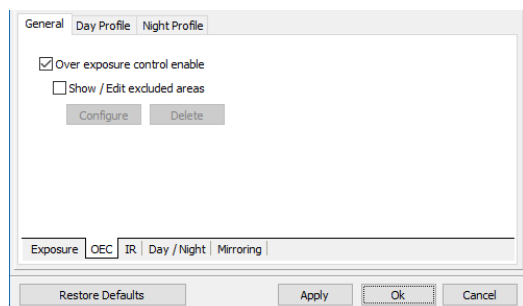 General Day Profile Night Profile
Over exposure control enable
Show / Edit excluded areas
Configure Delete
Exposure OEC IR Day / Night Mirroring
Restore Defaults Apply Ok Cancel